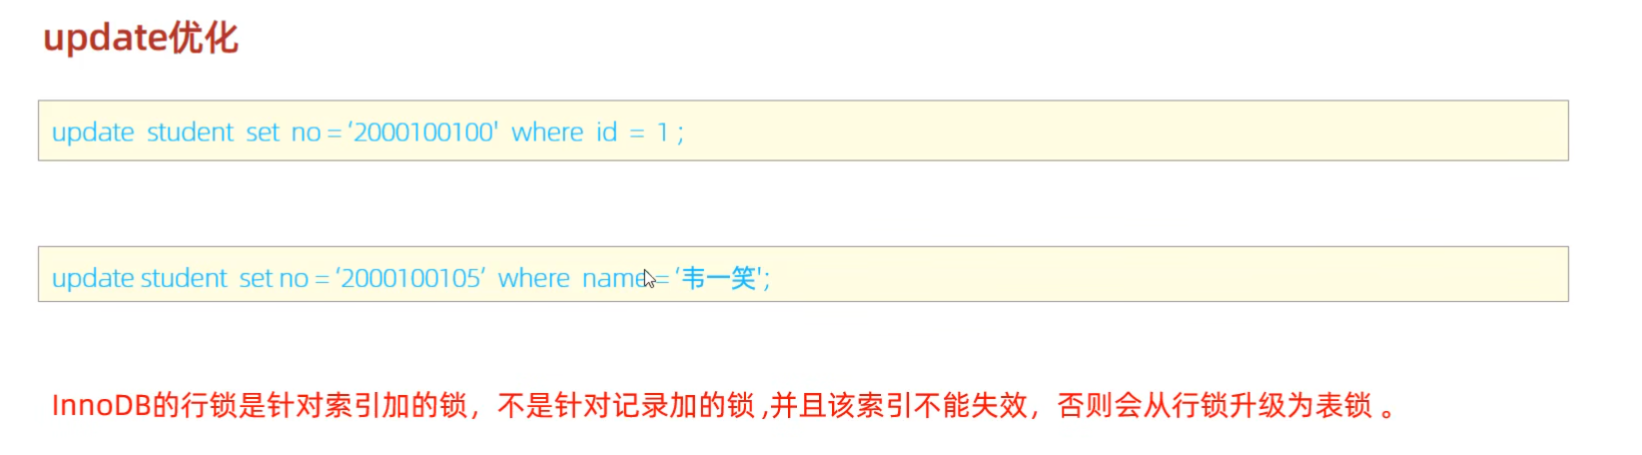 update优化
update student set no = ‘2000100100' where id = 1 ;
update student set no = ‘2000100105’ where name = ‘韦一笑';
InnoDB的行锁是针对索引加的锁，不是针对记录加的锁 ,并且该索引不能失效，否则会从行锁升级为表锁 。